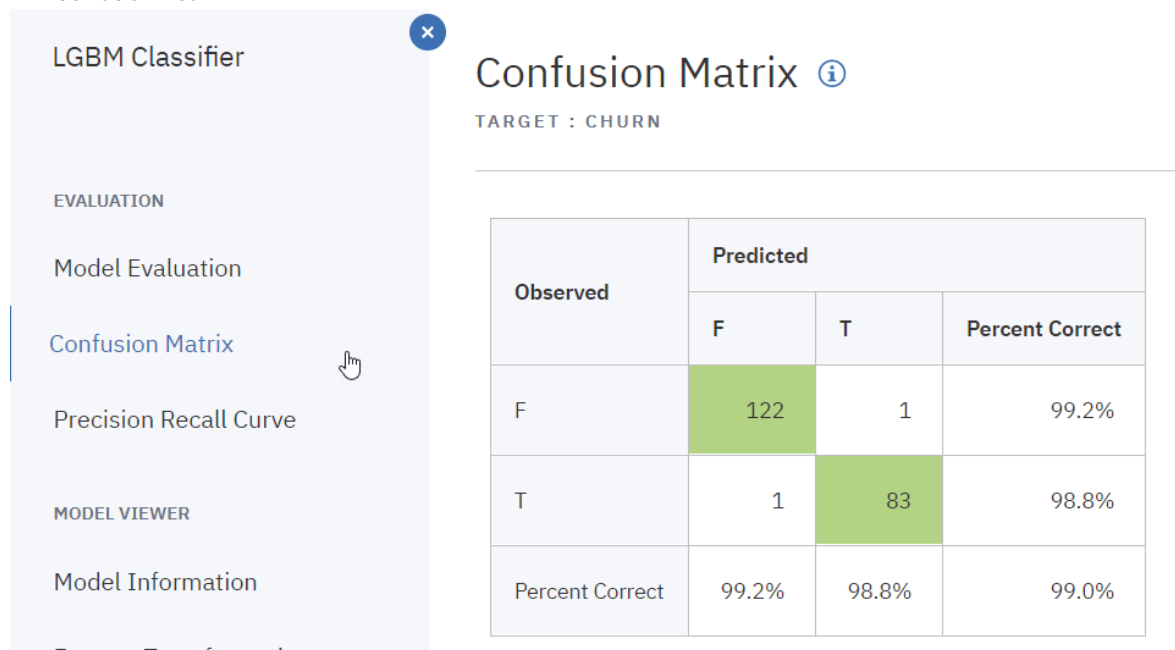 LGBM Classifier
EVALUATION
Model Evaluation
Confusion Matrix
Precision Recall Curve
MODEL VIEWER
Model Information
Confusion Matrix
TARGET : CHURN
Observed
Predicted
F T Percent Correct
F 122 1 99.2%
T 1 83 98.8%
Percent Correct 99.2% 98.8% 99.0%